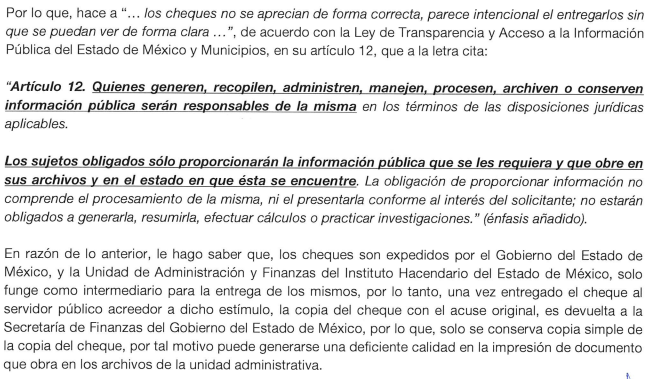 Por lo que, hace a “... los cheques no se aprecian de forma correcta, parece intencional el entregarlos sin
que se puedan ver de forma clara ...”, de acuerdo con la Ley de Transparencia y Acceso a la Información
Pública del Estado de México y Municipios, en su artículo 12, que a la letra cita:
“Artículo 12. Quienes generen, recopilen, administren, manejen, procesen, archiven o conserven
información pública serán responsables de la misma en los términos de las disposiciones jurídicas
aplicables.
Los sujetos obligados sólo proporcionarán la información pública que se les requiera y que obre en
sus archivos y en el estado en que ésta se encuentre. La obligación de proporcionar información no
comprende el procesamiento de la misma, ni el presentarla conforme al interés del solicitante; no estarán
obligados a generarla, resumirla, efectuar cálculos o practicar investigaciones.” (énfasis añadido).
En razón de lo anterior, le hago saber que, los cheques son expedidos por el Gobierno del Estado de
México, y la Unidad de Administración y Finanzas del Instituto Hacendario del Estado de México, solo
funge como intermediario para la entrega de los mismos, por lo tanto, una vez entregado el cheque al
servidor público acreedor a dicho estímulo, la copia del cheque con el acuse original, es devuelta a la
Secretaría de Finanzas del Gobierno del Estado de México, por lo que, solo se conserva copia simple de
la copia del cheque, por tal motivo puede generarse una deficiente calidad en la impresión de documento
que obra en los archivos de la unidad administrativa.